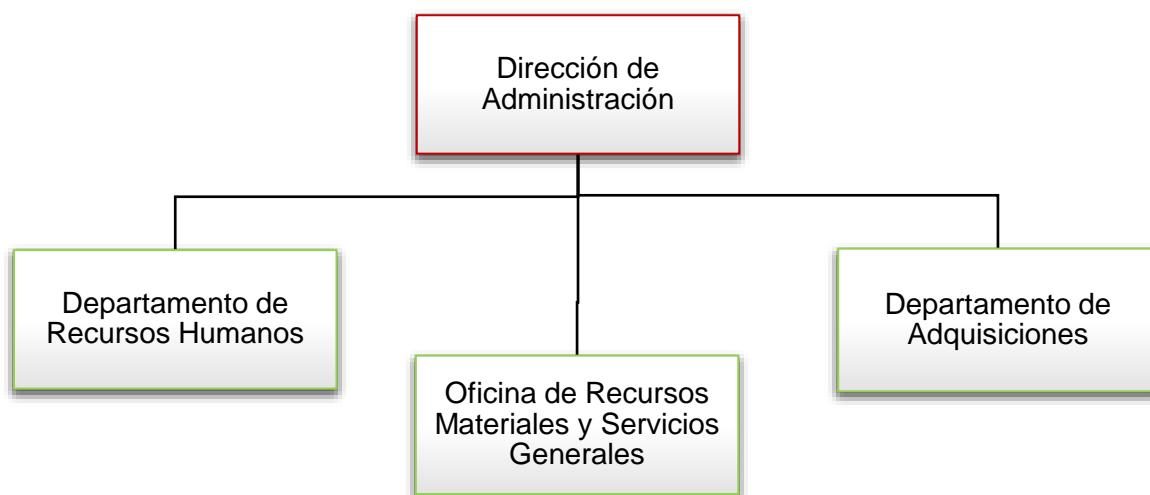 Dirección de
Administración
Departamento de
Recursos Humanos
Departamento de
Adquisiciones
Oficina de Recursos
Materiales y Servicios
Generales